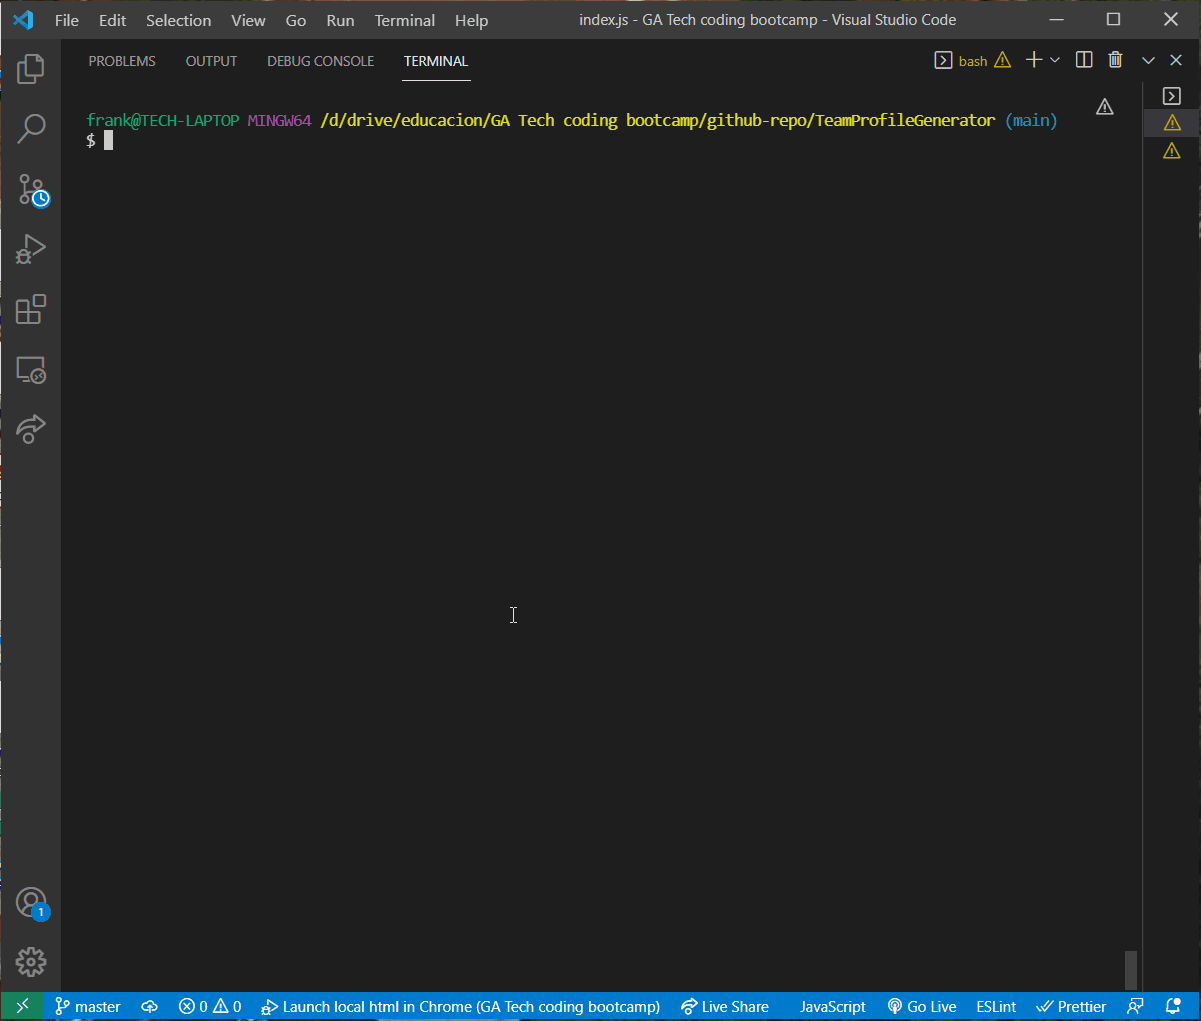 File Edit Selection View Go Run Terminal Help index.js - GA Tech coding bootcamp - Visual Studio Code
PROBLEMS OUTPUT DEBUG CONSOLE TERMINAL bash
frank@TECH-LAPTOP MINGW64 /d/drive/educacion/GA Tech coding bootcamp/github-repo/TeamProfileGenerator (main)
$
1
master 0 0 Launch local html in Chrome (GA Tech coding bootcamp) Live Share JavaScript Go Live ESLint Prettier